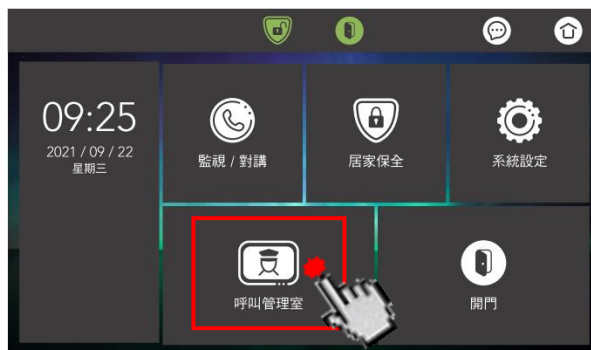 09:25
2021 / 09 / 22
星期三
監視 / 對講
居家保全
系統設定
呼叫管理室
開門